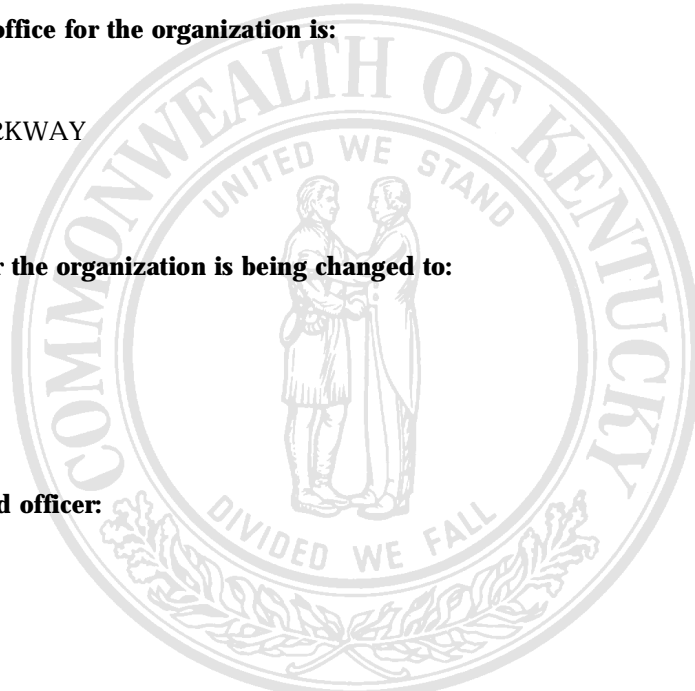 office for the organization is:
COMMONWEALTH OF KENTUCKY
UNITED WE STAND
RKWAY
r the organization is being changed to:
d officer:
DIVIDED WE FALL